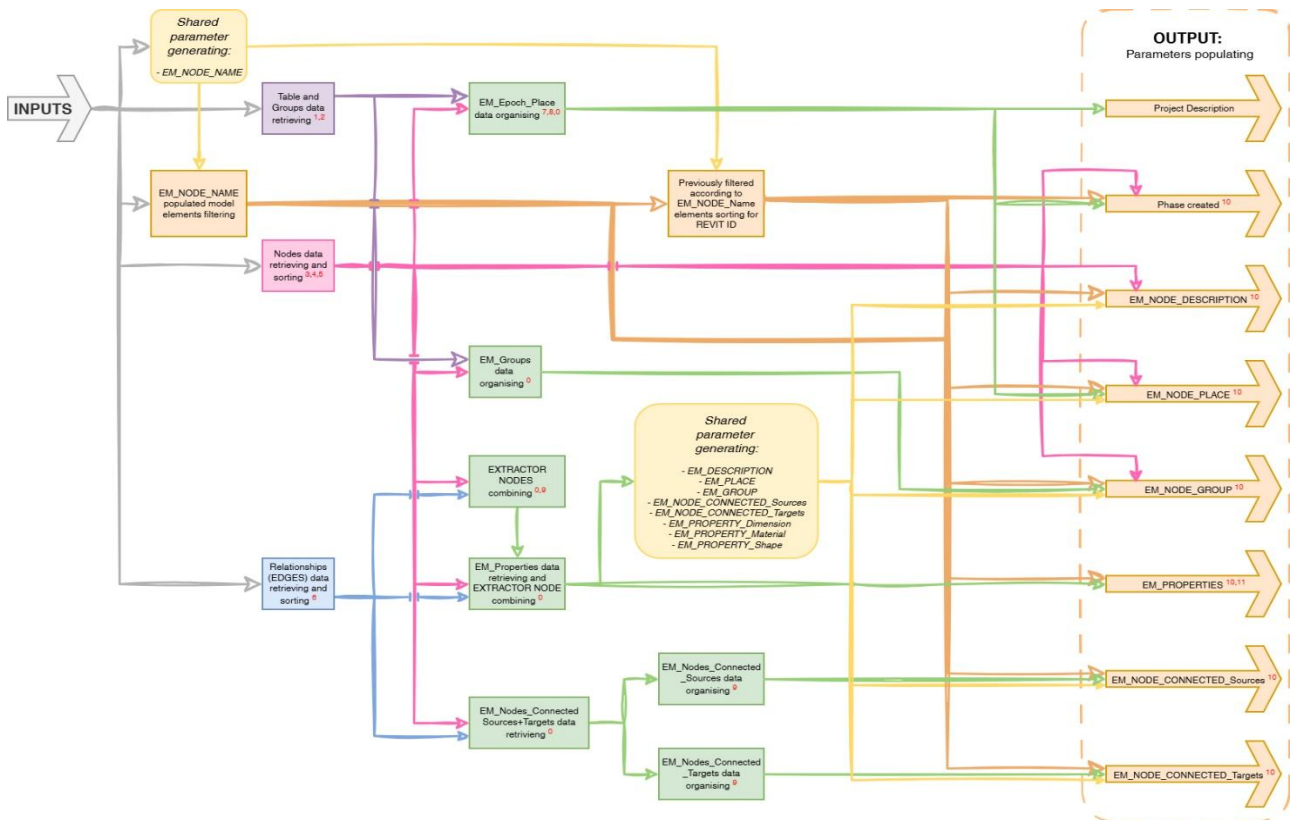 Shared
parameter
generating:
- EM_NODE_NAME
OUTPUT:
Parameters populating
INPUTS
Table and
Groups data
retrieving 1,2
EM_Epoch_Place
data organising 7,8,0
Project Description
EM_NODE_NAME
populated model
elements filtering
Previously filtered
according to
EM_NODE_Name
elements sorting for
REVIT ID
Phase created 10
Nodes data
retrieving and
sorting 3,4,5
EM_NODE_DESCRIPTION 10
EM_Groups
data
organising 0
EM_NODE_PLACE 10
Shared
parameter
generating:
- EM_DESCRIPTION
- EM_PLACE
- EM_GROUP
- EM_NODE_CONNECTED_Sources
- EM_NODE_CONNECTED_Targets
- EM_PROPERTY_Dimension
- EM_PROPERTY_Material
- EM_PROPERTY_Shape
EXTRACTOR
NODES
combining 0,9
EM_NODE_GROUP 10
Relationships
(EDGES) data
retrieving and
sorting 6
EM_Properties data
retrieving and
EXTRACTOR NODE
combining 0
EM_PROPERTIES 10,11
EM_Nodes_Connected
_Sources data
organising 9
EM_NODE_CONNECTED_Sources 10
EM_Nodes_Connected
Sources+Targets data
retrivieng 0
EM_Nodes_Connected
_Targets data
organising 9
EM_NODE_CONNECTED_Targets 10